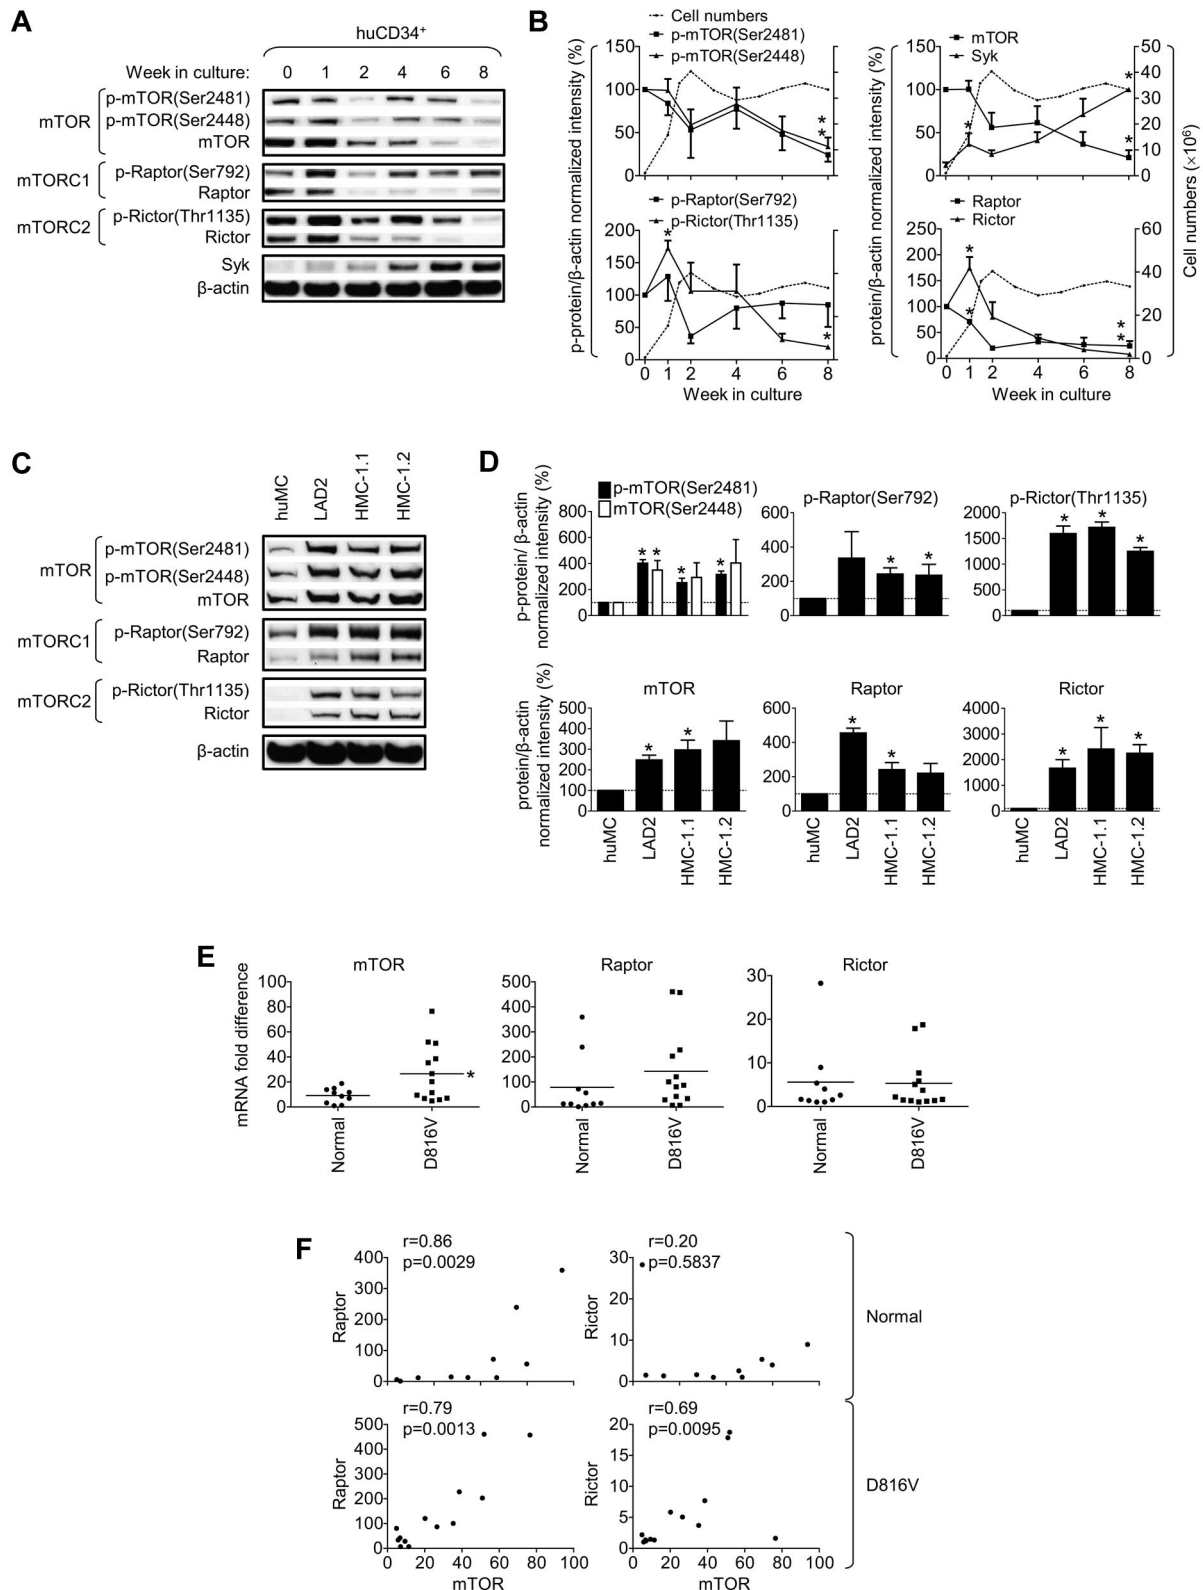 A
huCD34+
Week in culture: 0 1 2 4 6 8
mTOR
p-mTOR(Ser2481)
p-mTOR(Ser2448)
mTOR
mTORC1
p-Raptor(Ser792)
Raptor
mTORC2
p-Rictor(Thr1135)
Rictor
Syk
β-actin
B
p-protein/β-actin normalized intensity (%)
Cell numbers
p-mTOR(Ser2481)
p-mTOR(Ser2448)
150
100
50
0
*
*
p-Raptor(Ser792)
p-Rictor(Thr1135)
200
150
100
50
0
*
*
0 1 2 4 6 8
Week in culture
protein/β-actin normalized intensity (%)
mTOR
Syk
150
100
50
0
50
40
30
20
10
0
*
*
*
Raptor
Rictor
250
200
150
100
50
0
60
40
20
0
*
*
*
*
0 1 2 4 6 8
Week in culture
Cell numbers (×10⁶)
C
huMC LAD2 HMC-1.1 HMC-1.2
mTOR
p-mTOR(Ser2481)
p-mTOR(Ser2448)
mTOR
mTORC1
p-Raptor(Ser792)
Raptor
mTORC2
p-Rictor(Thr1135)
Rictor
β-actin
D
p-protein/ β-actin
normalized intensity (%)
p-mTOR(Ser2481)
mTOR(Ser2448)
800
600
400
200
0
* * * *
p-Raptor(Ser792)
600
400
200
0
* *
p-Rictor(Thr1135)
2000
1500
1000
500
0
* * *
protein/β-actin
normalized intensity (%)
mTOR
500
400
300
200
100
0
* *
huMC LAD2 HMC-1.1 HMC-1.2
Raptor
600
400
200
0
* *
huMC LAD2 HMC-1.1 HMC-1.2
Rictor
4000
3000
2000
1000
0
* * *
huMC LAD2 HMC-1.1 HMC-1.2
E
mRNA fold difference
mTOR
100
80
60
40
20
0
*
Normal D816V
Raptor
500
400
300
200
100
0
Normal D816V
Rictor
30
20
10
0
Normal D816V
F
r=0.86
p=0.0029
Raptor
400
300
200
100
0
r=0.20
p=0.5837
Rictor
30
20
10
0
Normal
r=0.79
p=0.0013
Raptor
500
400
300
200
100
0
0 20 40 60 80 100
mTOR
r=0.69
p=0.0095
Rictor
20
15
10
5
0
0 20 40 60 80 100
mTOR
D816V